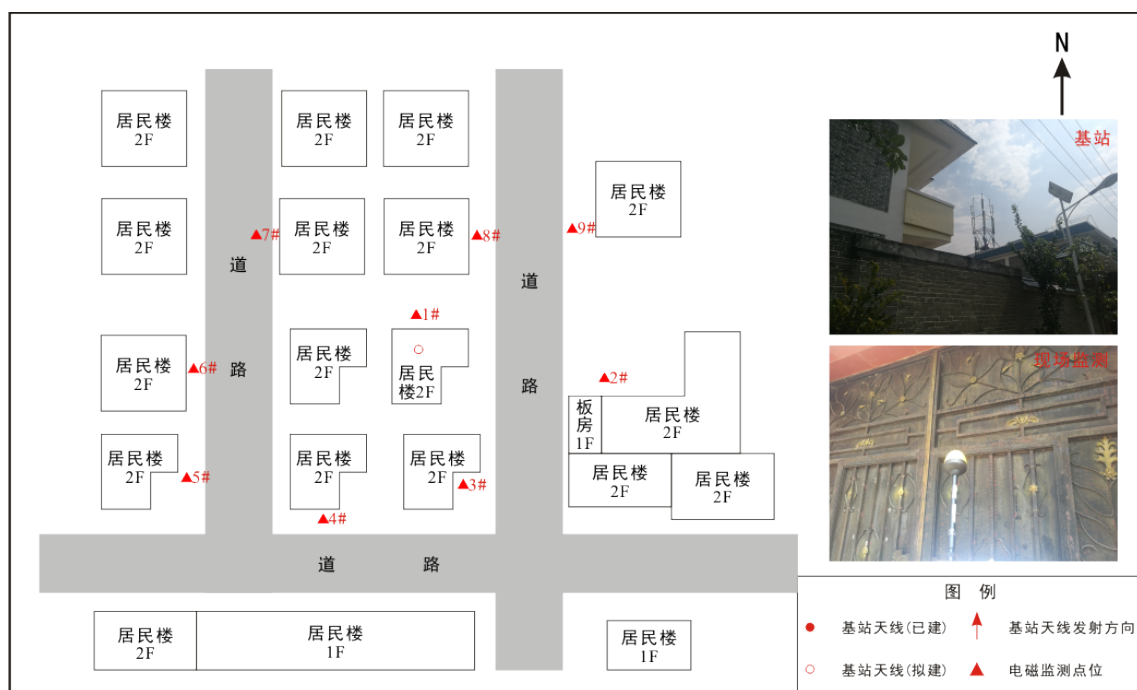 N
基站
居民楼
2F
居民楼
2F
居民楼
2F
居民楼
2F
居民楼
2F
▲7#
居民楼
2F
居民楼
2F
▲8#
▲9#
道
路
道
路
▲1#
现场监测
居民楼
2F
▲6#
居民楼
2F
居民
楼2F
▲2#
板
房
1F
居民楼
2F
居民楼
2F
▲5#
居民楼
2F
▲4#
居民楼
2F
▲3#
居民楼
2F
居民楼
2F
道 路
居民楼
2F
居民楼
1F
居民楼
1F
图 例
基站天线(已建)
基站天线发射方向
基站天线(拟建)
电磁监测点位